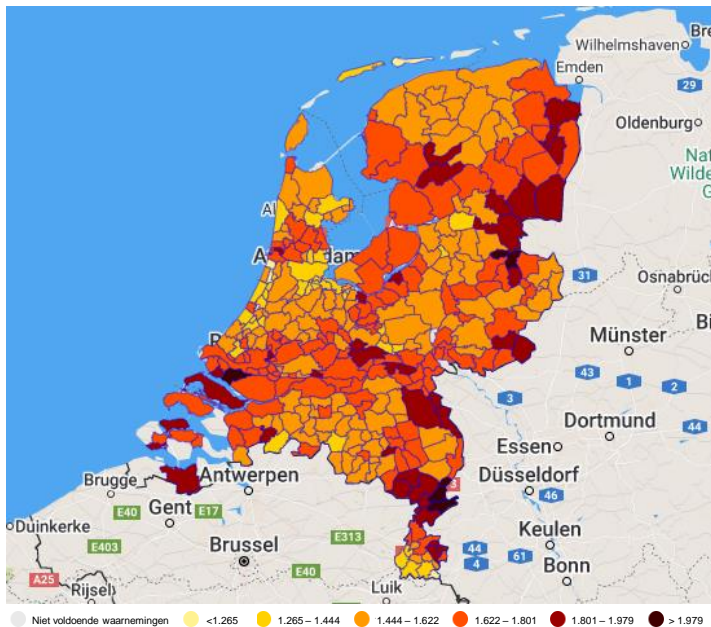 Bre
Wilhelmshaven
Emden
29
Oldenburg
Nat
Wilde
G
Al
A dam
31
Osnabrück
Bi
Münster
R
43
1
2
3
44
Dortmund
Essen
Düsseldorf
3
46
Brugge
Antwerpen
Gent
E40
E17
Duinkerke
E313
Keulen
E403
Brussel
44
61
4
E40
Bonn
A25
Rijsel
Luik
Niet voldoende waarnemingen <1.265 1.265 – 1.444 1.444 – 1.622 1.622 – 1.801 1.801 – 1.979 > 1.979